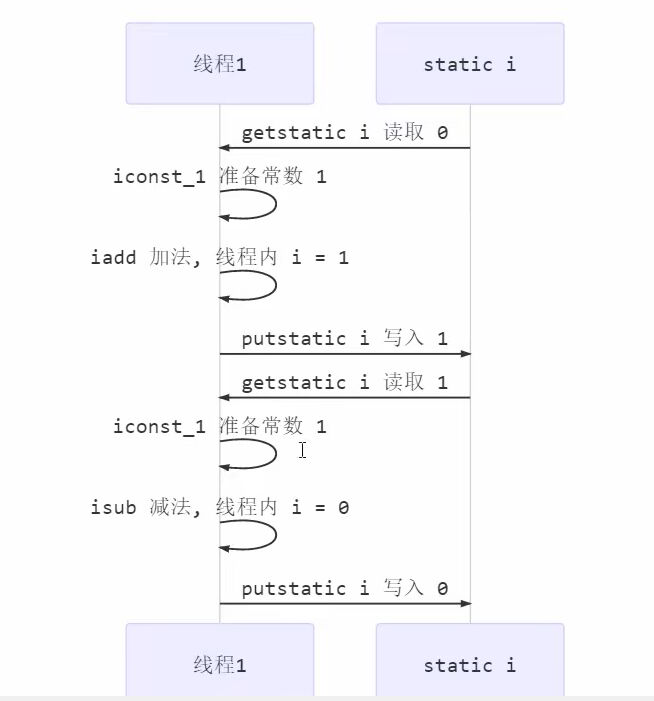 线程1
static i
getstatic i 读取 0
iconst_1 准备常数 1
iadd 加法, 线程内 i = 1
putstatic i 写入 1
getstatic i 读取 1
iconst_1 准备常数 1
isub 减法, 线程内 i = 0
putstatic i 写入 0
线程1
static i